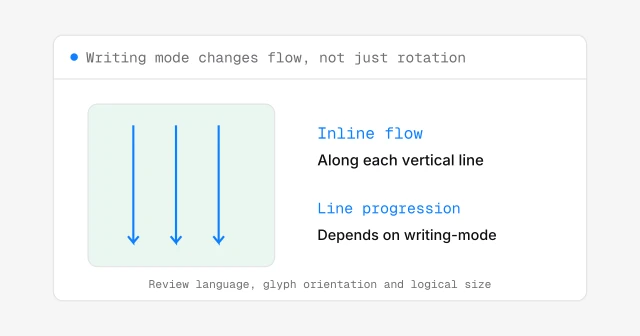 Writing mode changes flow, not just rotation
Inline flow
Along each vertical line
Line progression
Depends on writing-mode
Review language, glyph orientation and logical size